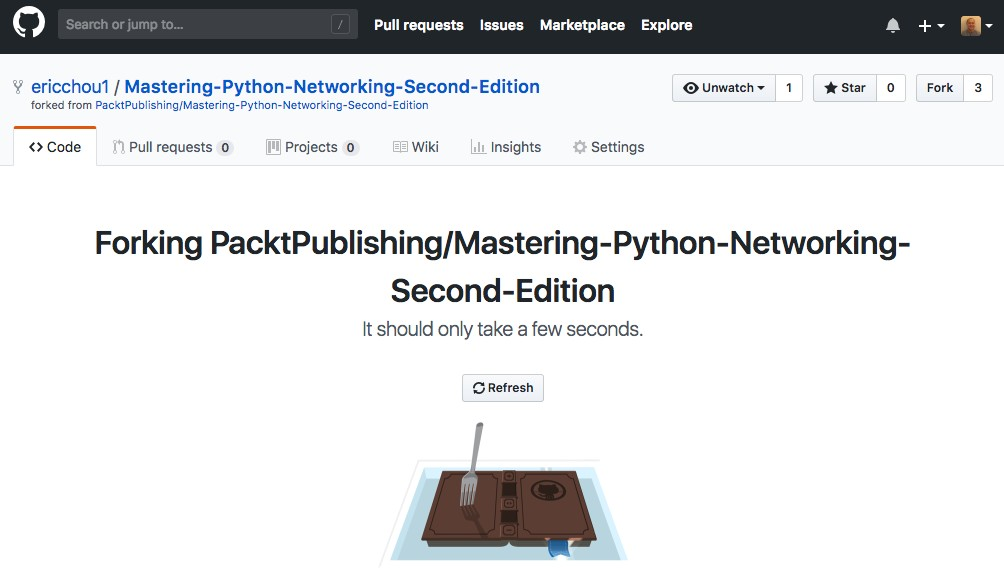 Search or jump to... /
Pull requests Issues Marketplace Explore
ericchou1 / Mastering-Python-Networking-Second-Edition
forked from PacktPublishing/Mastering-Python-Networking-Second-Edition
Unwatch 1 Star 0 Fork 3
Code Pull requests 0 Projects 0 Wiki Insights Settings
Forking PacktPublishing/Mastering-Python-Networking-
Second-Edition
It should only take a few seconds.
Refresh